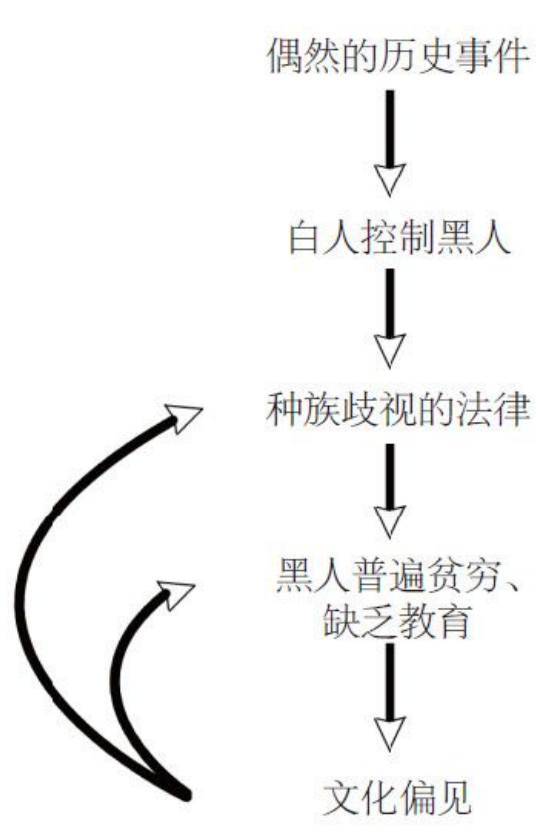 偶然的历史事件
白人控制黑人
种族歧视的法律
黑人普遍贫穷、
缺乏教育
文化偏见